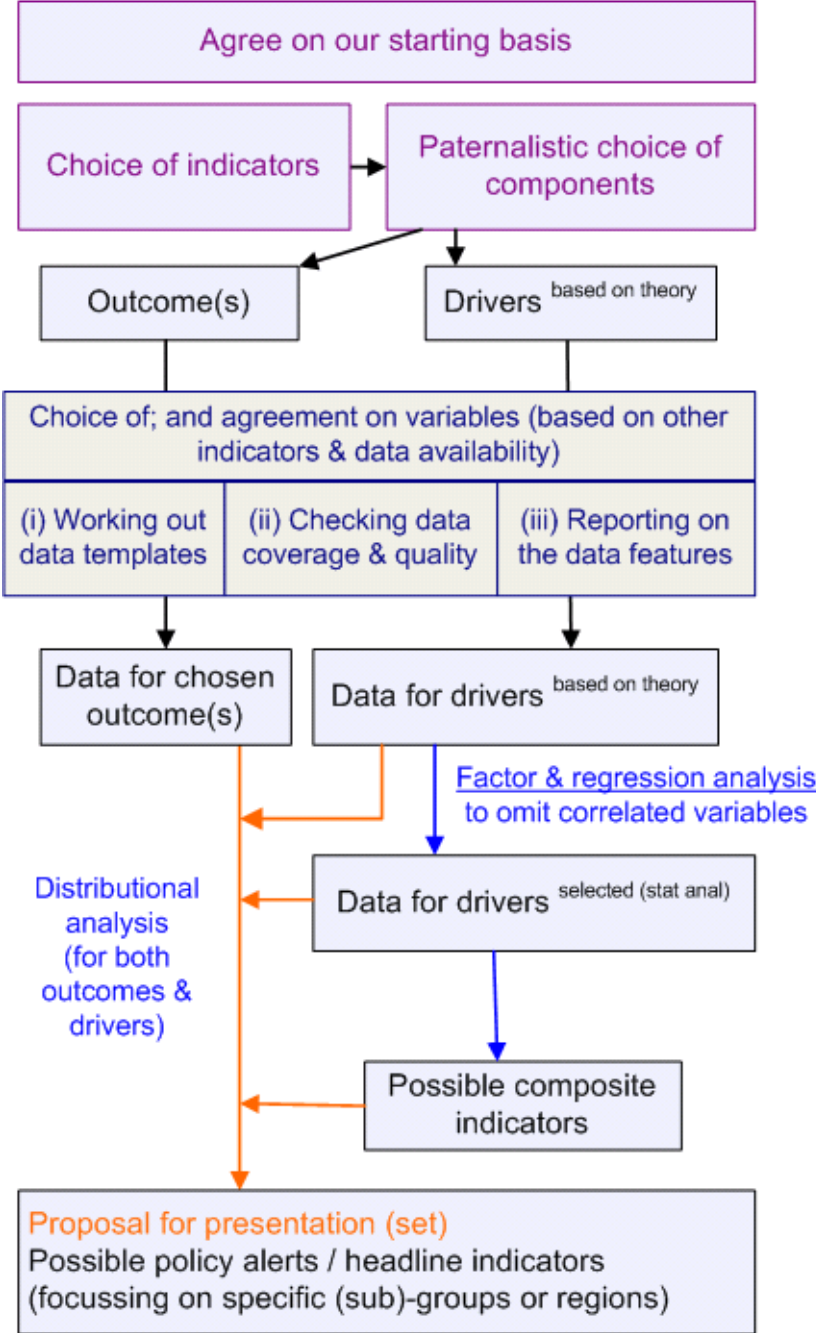 Agree on our starting basis
Choice of indicators
Paternalistic choice of
components
Outcome(s)
Drivers based on theory
Choice of; and agreement on variables (based on other
indicators & data availability)
(i) Working out
data templates
(ii) Checking data
coverage & quality
(iii) Reporting on
the data features
Data for chosen
outcome(s)
Data for drivers based on theory
Factor & regression analysis
to omit correlated variables
Distributional
analysis
(for both
outcomes &
drivers)
Data for drivers selected (stat anal)
Possible composite
indicators
Proposal for presentation (set)
Possible policy alerts / headline indicators
(focussing on specific (sub)-groups or regions)